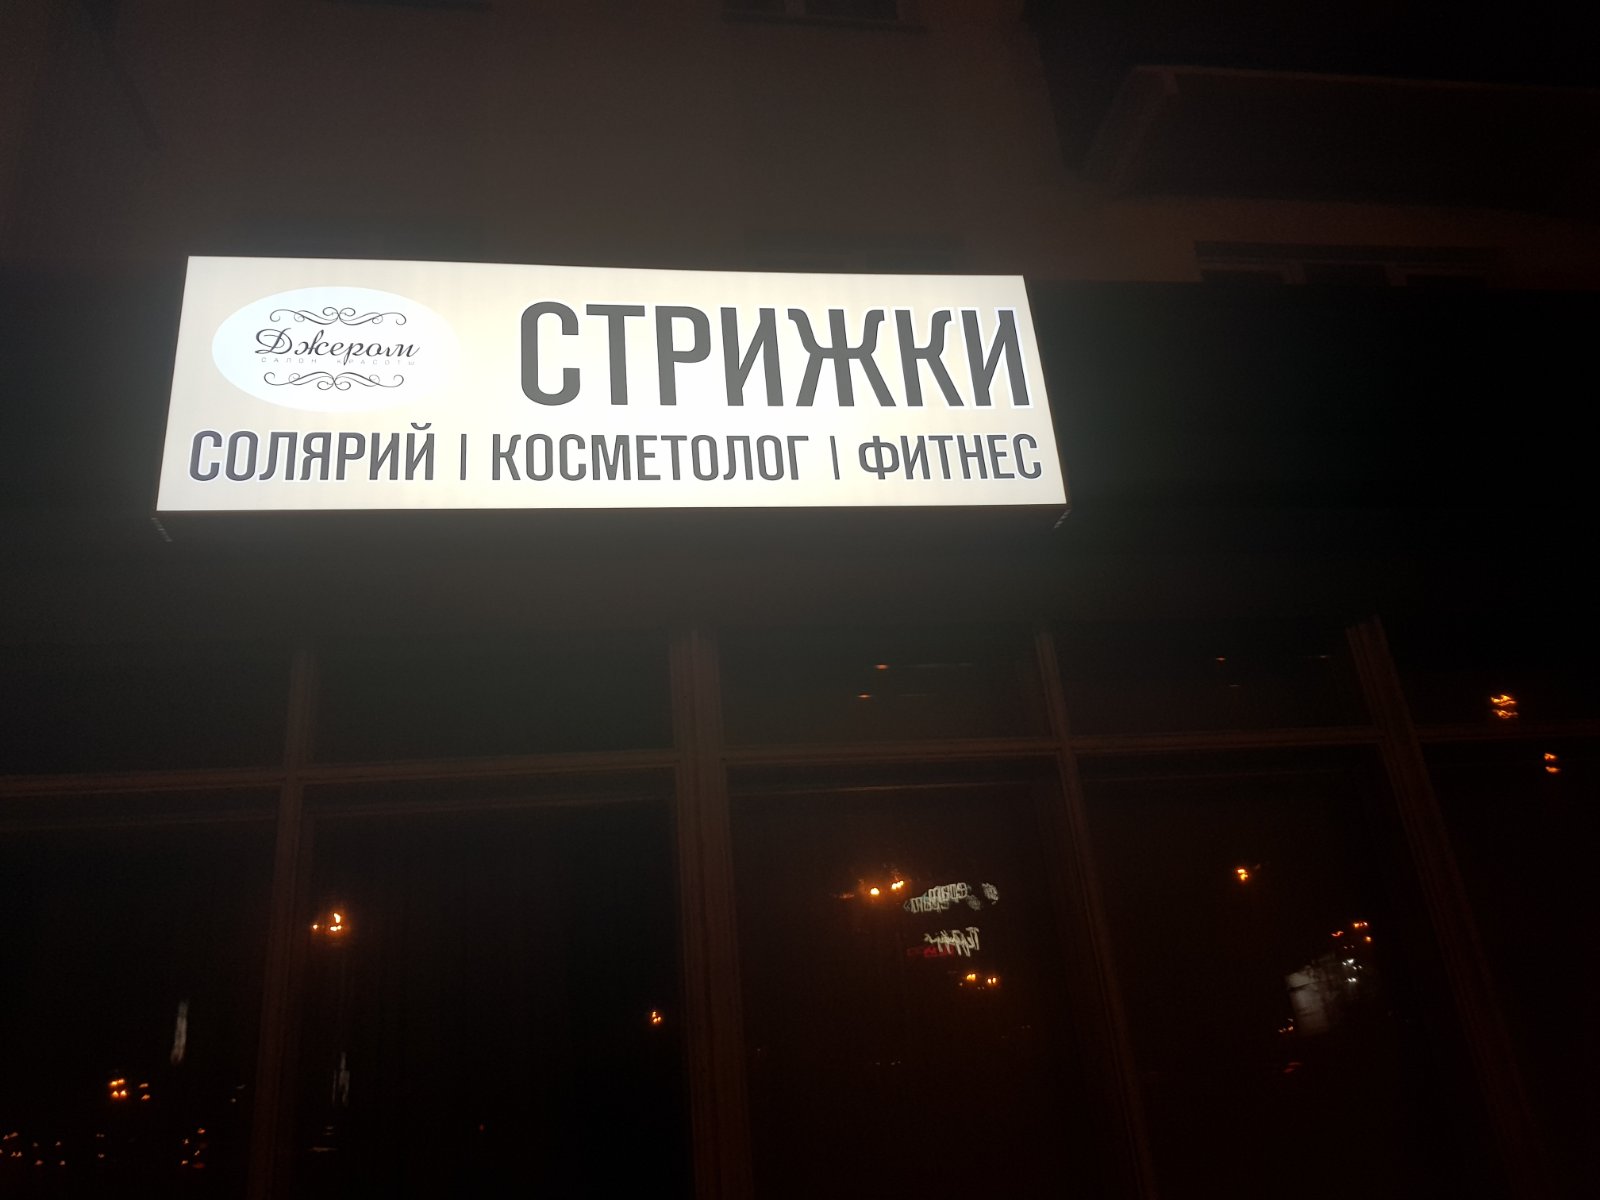 Джером
САЛОН КРАСОТЫ
СТРИЖКИ
СОЛЯРИЙ | КОСМЕТОЛОГ | ФИТНЕС